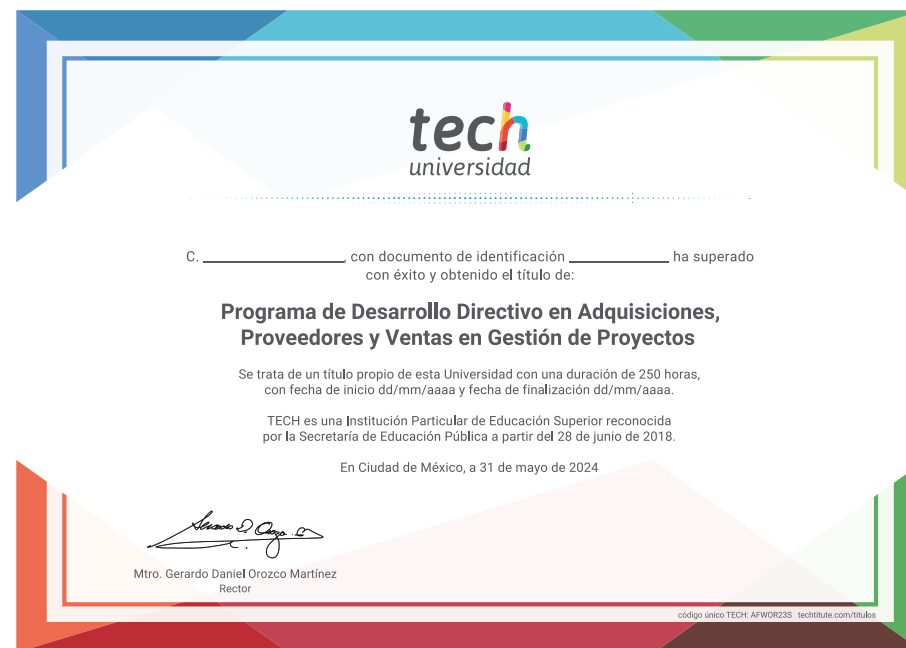 tech
universidad
C. ________________, con documento de identificación ___________ ha superado
con éxito y obtenido el título de:
Programa de Desarrollo Directivo en Adquisiciones,
Proveedores y Ventas en Gestión de Proyectos
Se trata de un título propio de esta Universidad con una duración de 250 horas,
con fecha de inicio dd/mm/aaaa y fecha de finalización dd/mm/aaaa.
TECH es una Institución Particular de Educación Superior reconocida
por la Secretaría de Educación Pública a partir del 28 de junio de 2018.
En Ciudad de México, a 31 de mayo de 2024
Mtro. Gerardo Daniel Orozco Martínez
Rector
código único TECH: AFWOR23S techtitute.com/titulos